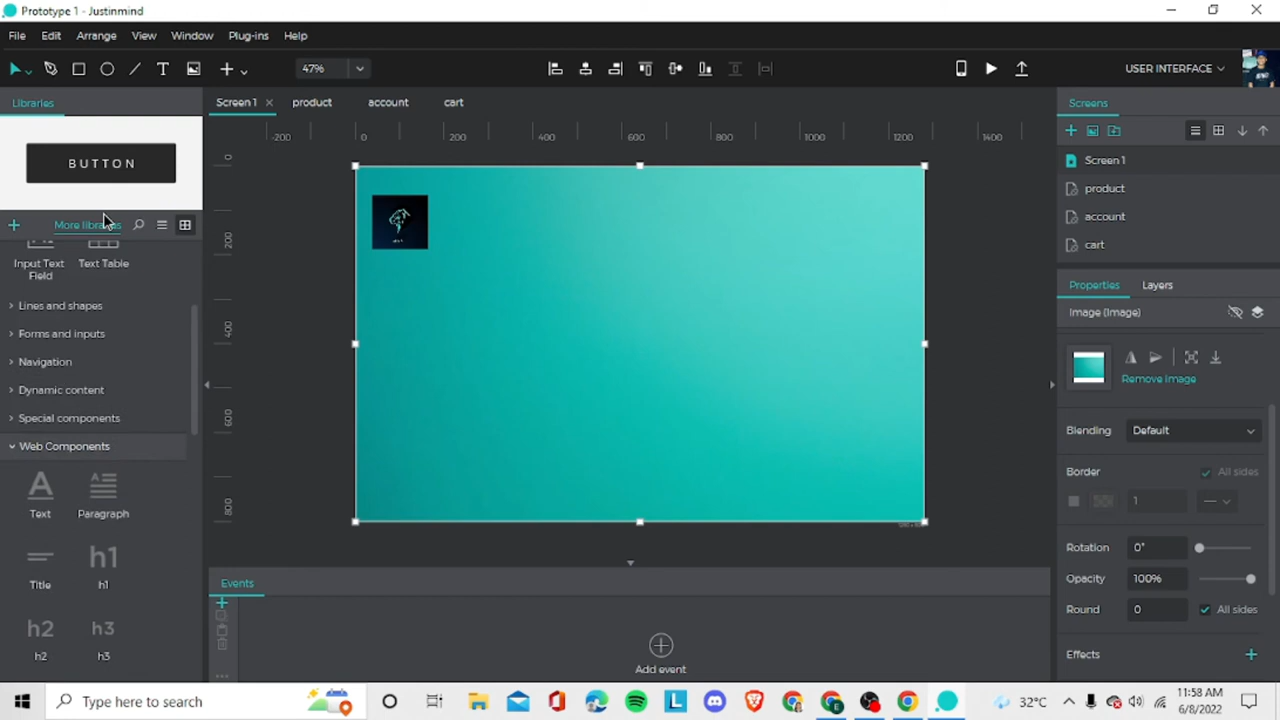 Prototype 1 - Justinmind
File Edit Arrange View Window Plug-ins Help
47% USER INTERFACE
Libraries Screen 1 product account cart Screens
-200 0 200 400 600 800 1000 1200 1400
BUTTON
Screen 1
product
account
cart
More libraries
Input Text Field Text Table
Lines and shapes
Forms and inputs
Navigation
Dynamic content
Special components
Web Components
Text Paragraph
Title h1 h1
h2 h2 h3 h3
0
200
400
600
800
Properties Layers
Image (Image)
Remove Image
Blending Default
Border All sides
1
Rotation 0°
Opacity 100%
Round 0 All sides
Effects
Events
Add event
Type here to search
32°C
11:58 AM
6/8/2022